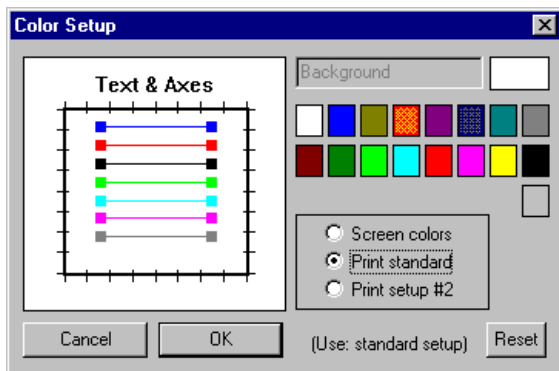 Color Setup
Text & Axes
Background
Screen colors
Print standard
Print setup #2
Cancel
OK
(Use: standard setup)
Reset